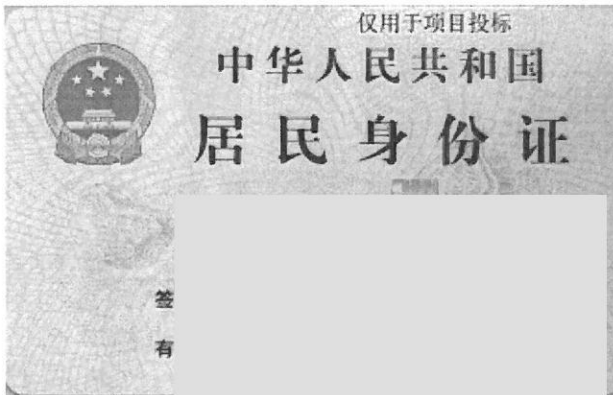 仅用于项目投标
中华人民共和国
居民身份证
签
有